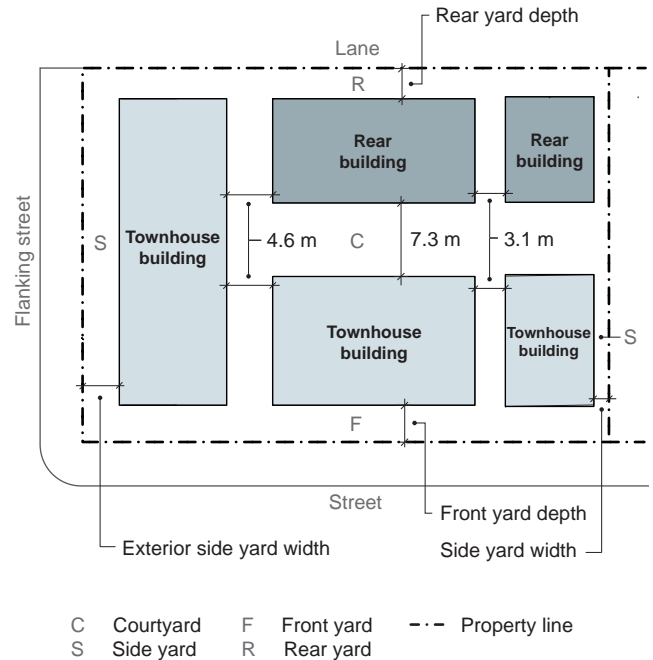 Rear yard depth
Lane
R
Rear
building
Rear
building
Flanking street
S
Townhouse
building
4.6 m
C
7.3 m
3.1 m
Townhouse
building
Townhouse
building
S
F
Street
Front yard depth
Exterior side yard width
Side yard width
C Courtyard F Front yard Property line
S Side yard R Rear yard